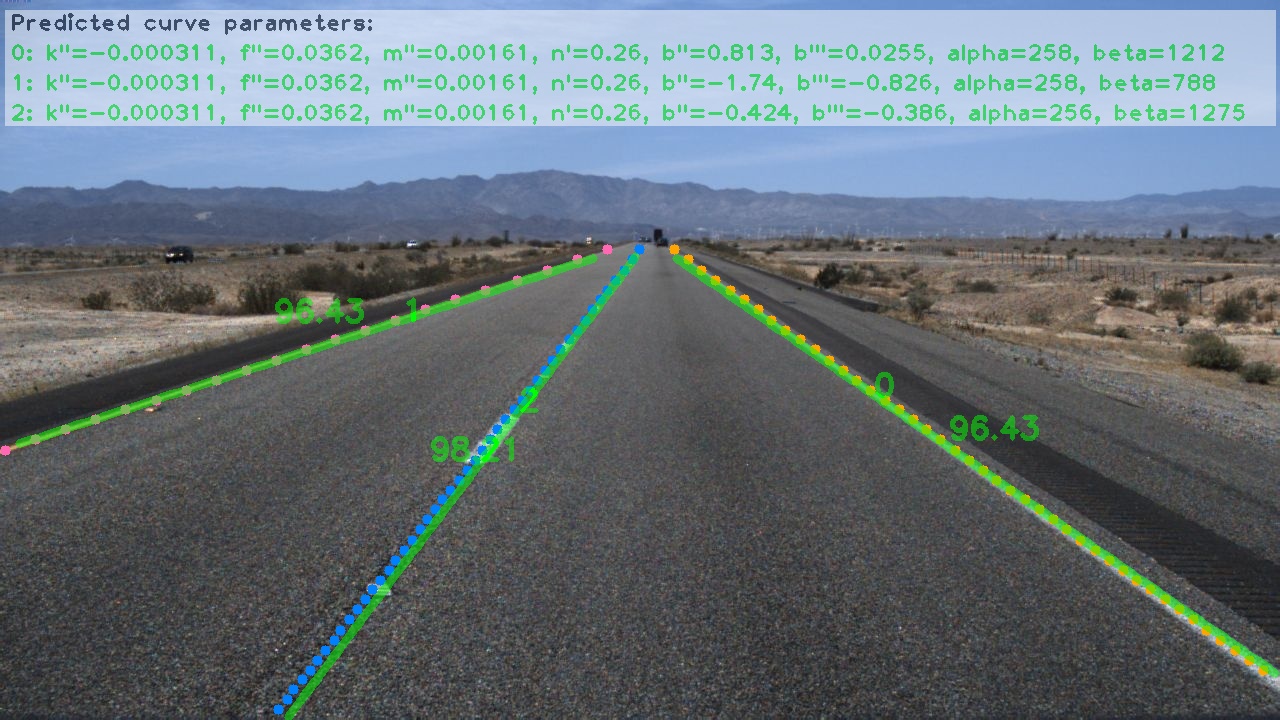 Predicted curve parameters:
0: k''=-0.000311, f''=0.0362, m''=0.00161, n'=0.26, b''=0.813, b'''=0.0255, alpha=258, beta=1212
1: k''=-0.000311, f''=0.0362, m''=0.00161, n'=0.26, b''=-1.74, b'''=-0.826, alpha=258, beta=788
2: k''=-0.000311, f''=0.0362, m''=0.00161, n'=0.26, b''=-0.424, b'''=-0.386, alpha=256, beta=1275
96.43 1
0
2
96.43
98.21